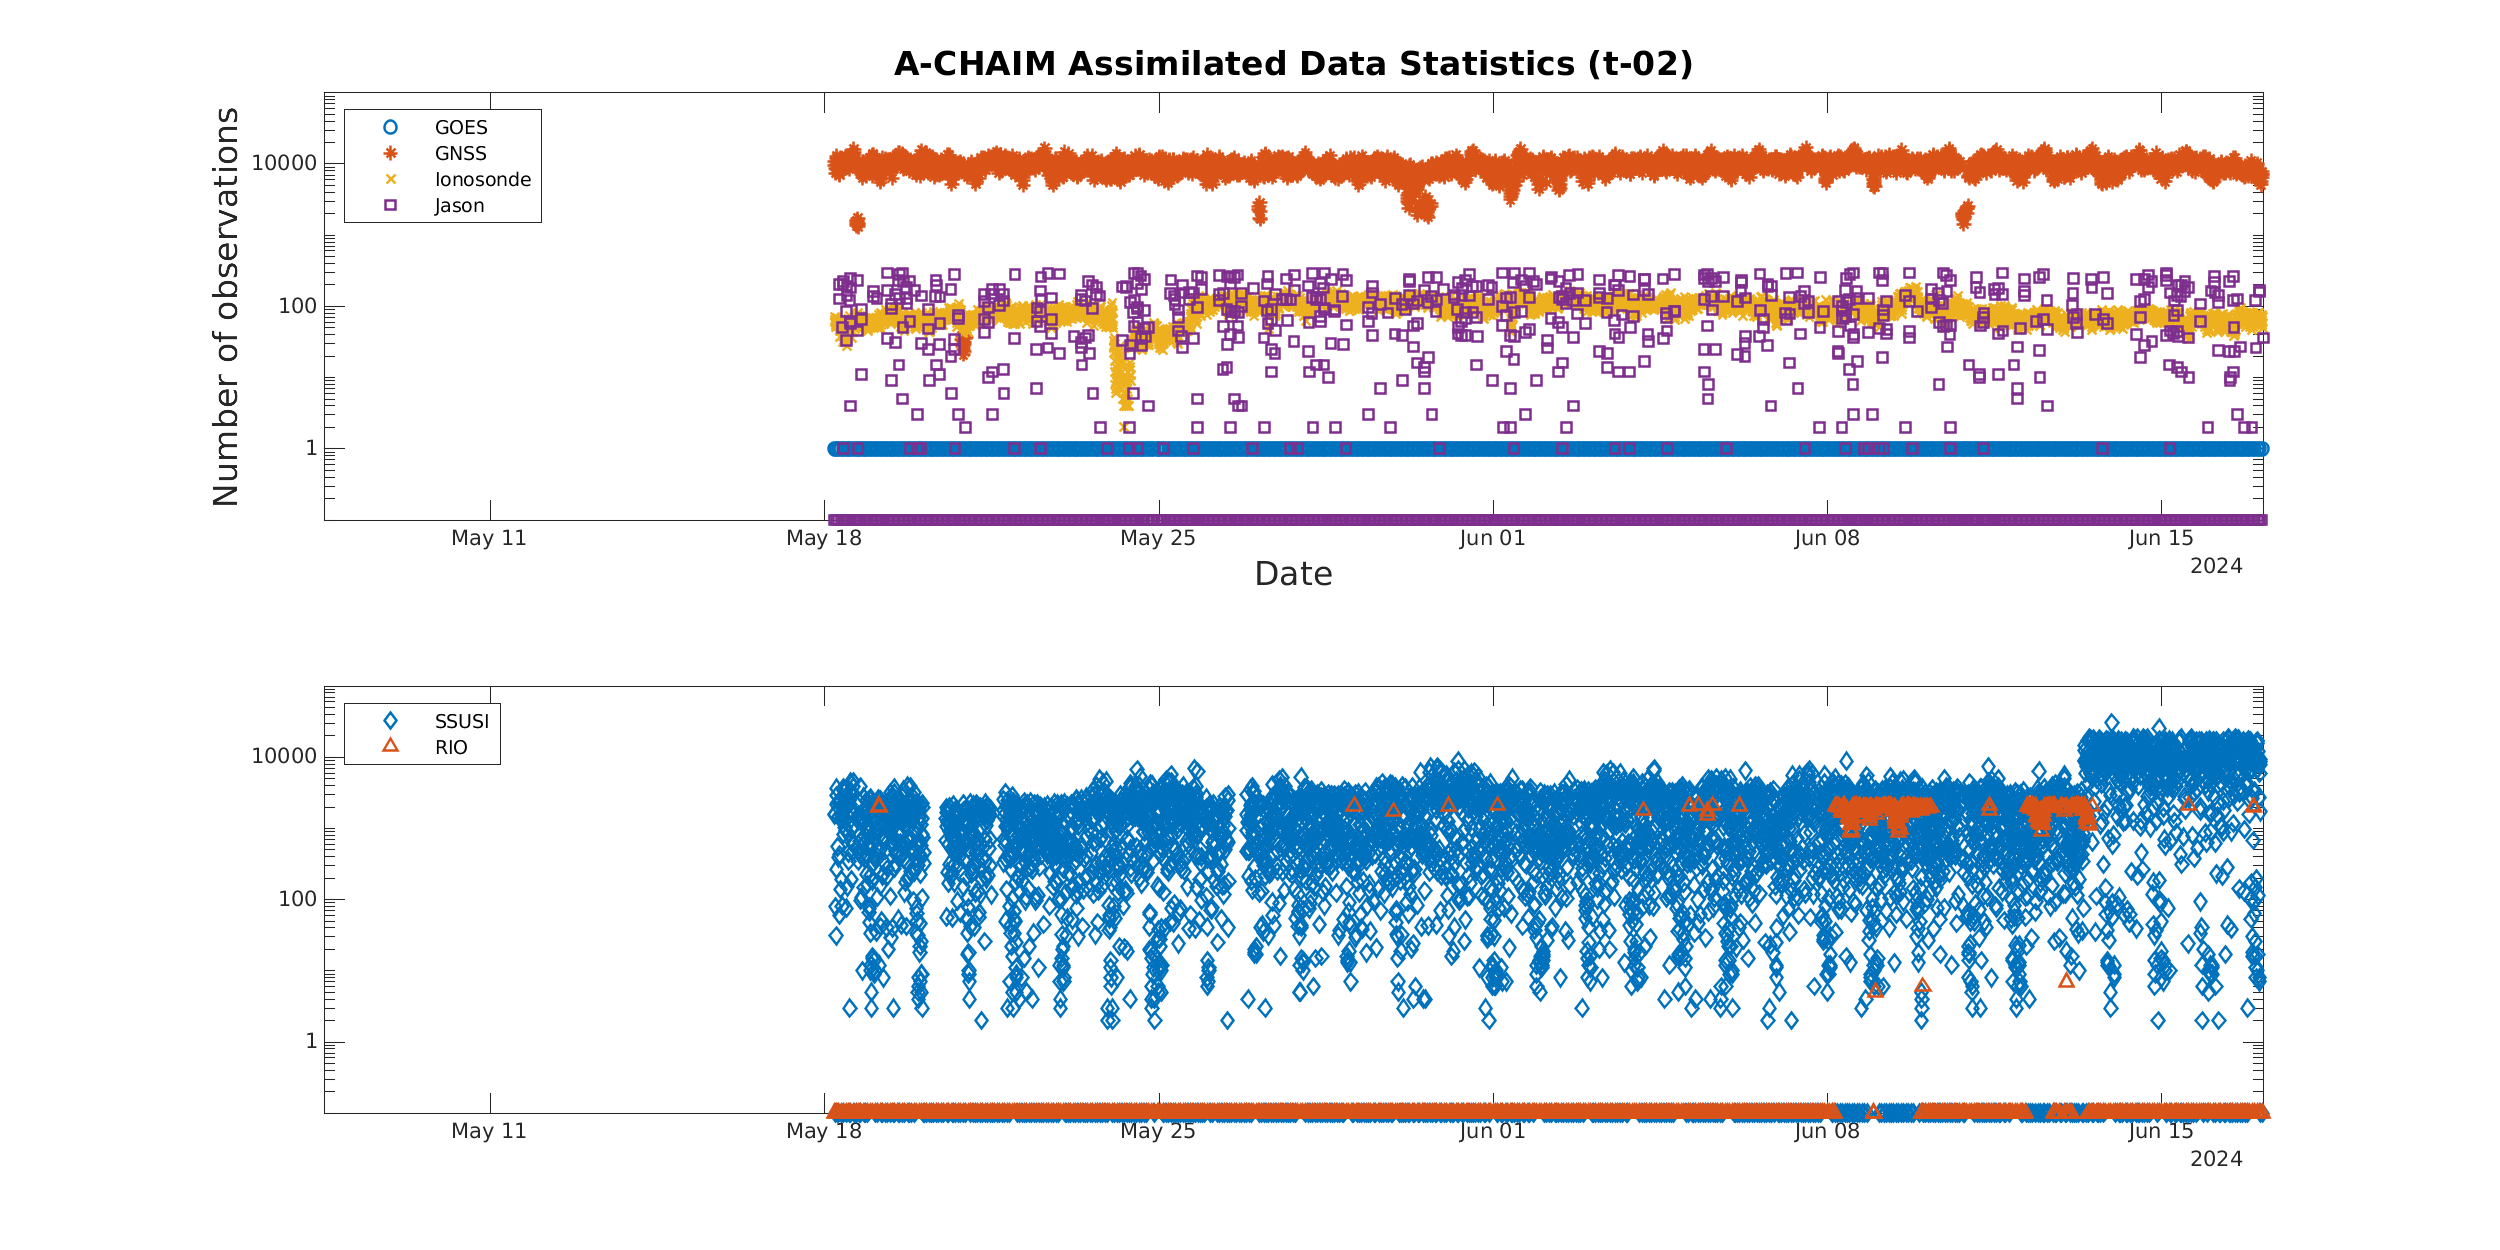 A-CHAIM Assimilated Data Statistics (t-02)
Number of observations
10000
100
1
GOES
GNSS
Ionosonde
Jason
May 11
May 18
May 25
Jun 01
Jun 08
Jun 15
2024
Date
10000
100
1
SSUSI
RIO
May 11
May 18
May 25
Jun 01
Jun 08
Jun 15
2024